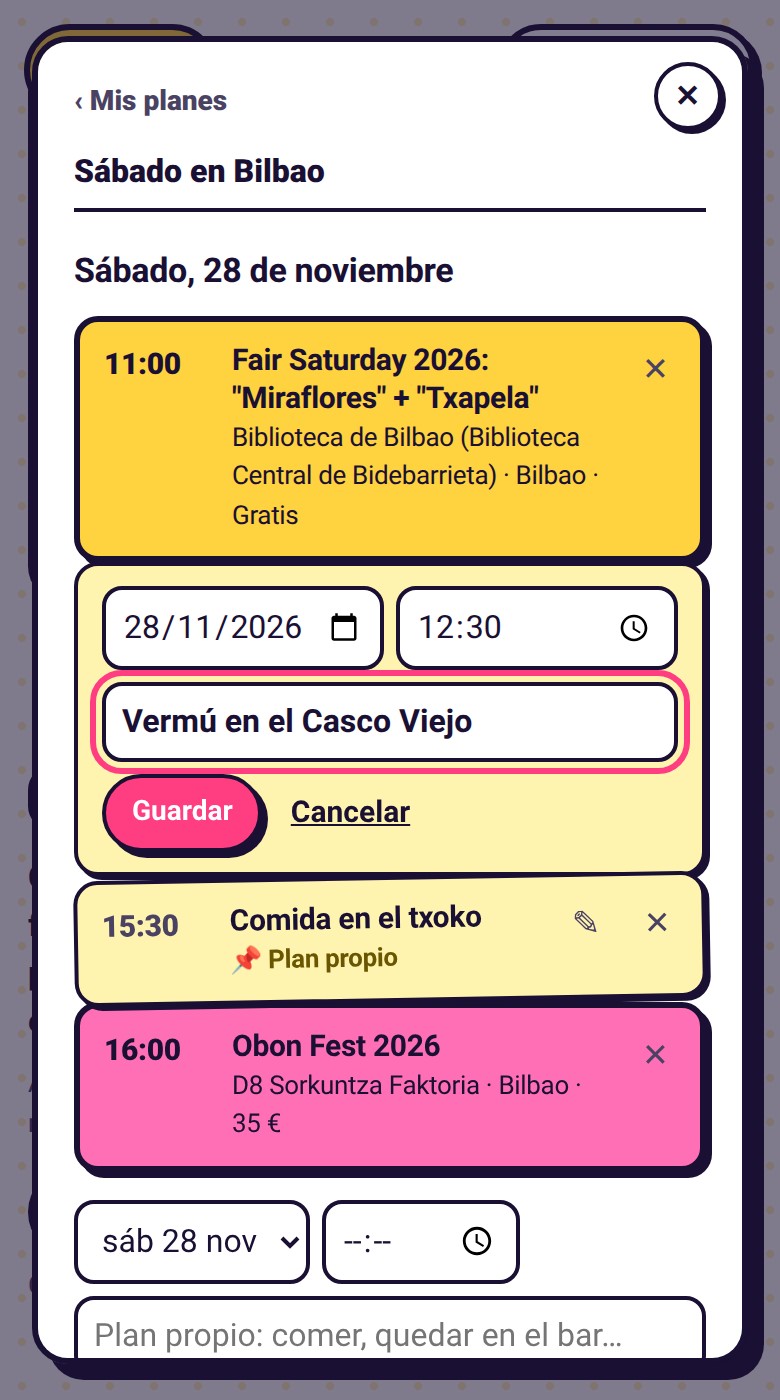 ‹ Mis planes
✕
Sábado en Bilbao
Sábado, 28 de noviembre
11:00
Fair Saturday 2026:
"Miraflores" + "Txapela"
✕
Biblioteca de Bilbao (Biblioteca
Central de Bidebarrieta) · Bilbao ·
Gratis
28/11/2026
12:30
Vermú en el Casco Viejo
Guardar
Cancelar
15:30
Comida en el txoko
✎
✕
📌 Plan propio
16:00
Obon Fest 2026
✕
D8 Sorkuntza Faktoria · Bilbao ·
35 €
sáb 28 nov
--:--
Plan propio: comer, quedar en el bar…